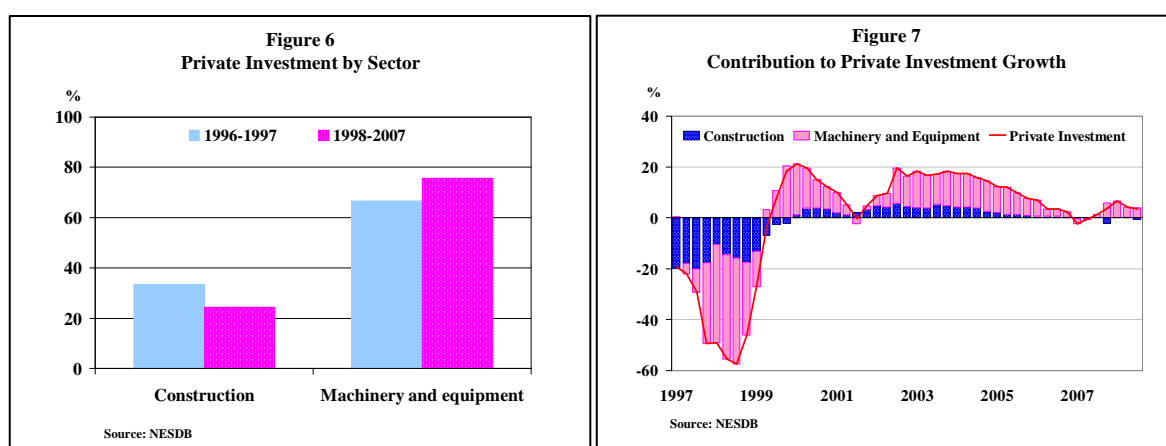 Figure 6
Private Investment by Sector
%
100
80
60
40
20
0
1996-1997
1998-2007
Construction
Machinery and equipment
Source: NESDB
Figure 7
Contribution to Private Investment Growth
%
40
20
0
-20
-40
-60
Construction
Machinery and Equipment
Private Investment
1997
1999
2001
2003
2005
2007
Source: NESDB